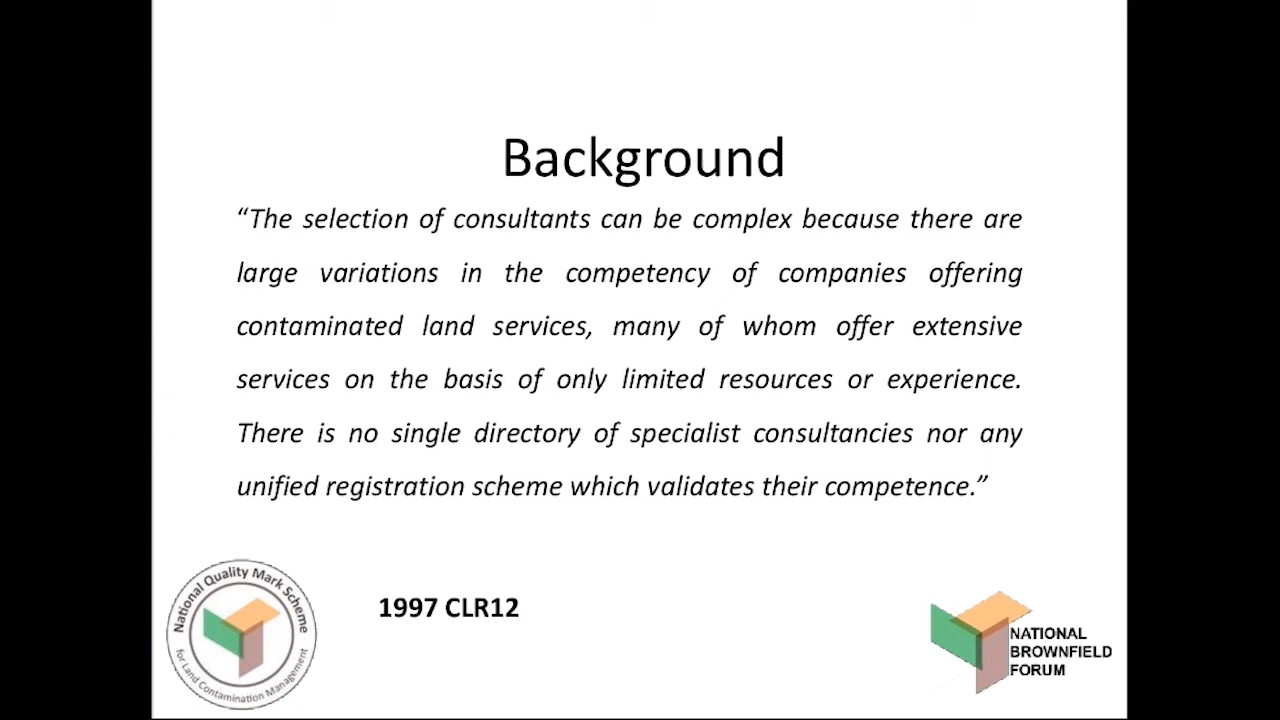 Background
“The selection of consultants can be complex because there are
large variations in the competency of companies offering
contaminated land services, many of whom offer extensive
services on the basis of only limited resources or experience.
There is no single directory of specialist consultancies nor any
unified registration scheme which validates their competence.”
National Quality Mark Scheme
for Land Contamination Management
1997 CLR12
NATIONAL
BROWNFIELD
FORUM